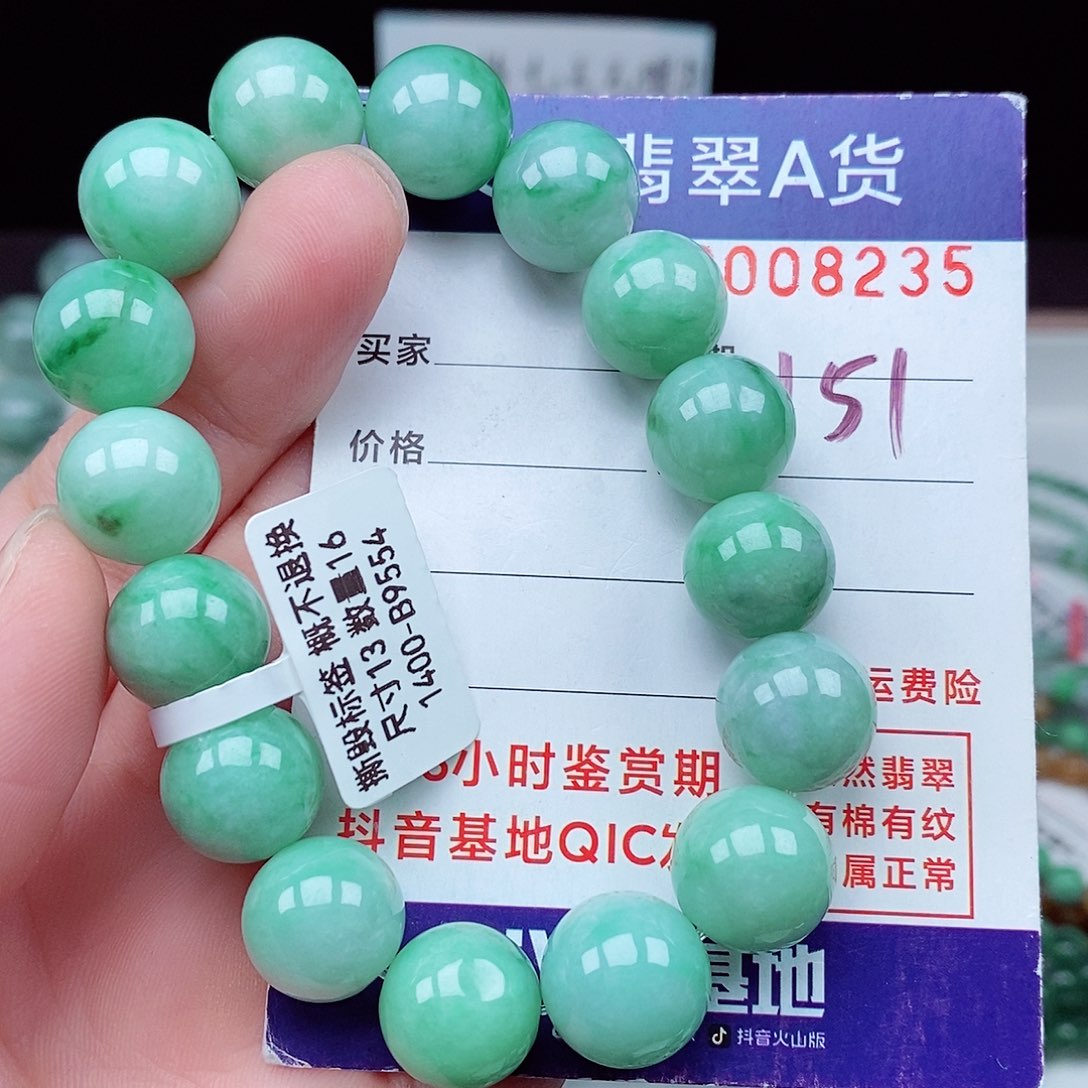 翡翠A货
008235
买家
151
价格
撕毁标签 概不退换
尺寸13 数量16
1400-B9554
运费险
小时鉴赏期
然翡翠
抖音基地QIC
有棉有纹
属正常
基地
抖音火山版